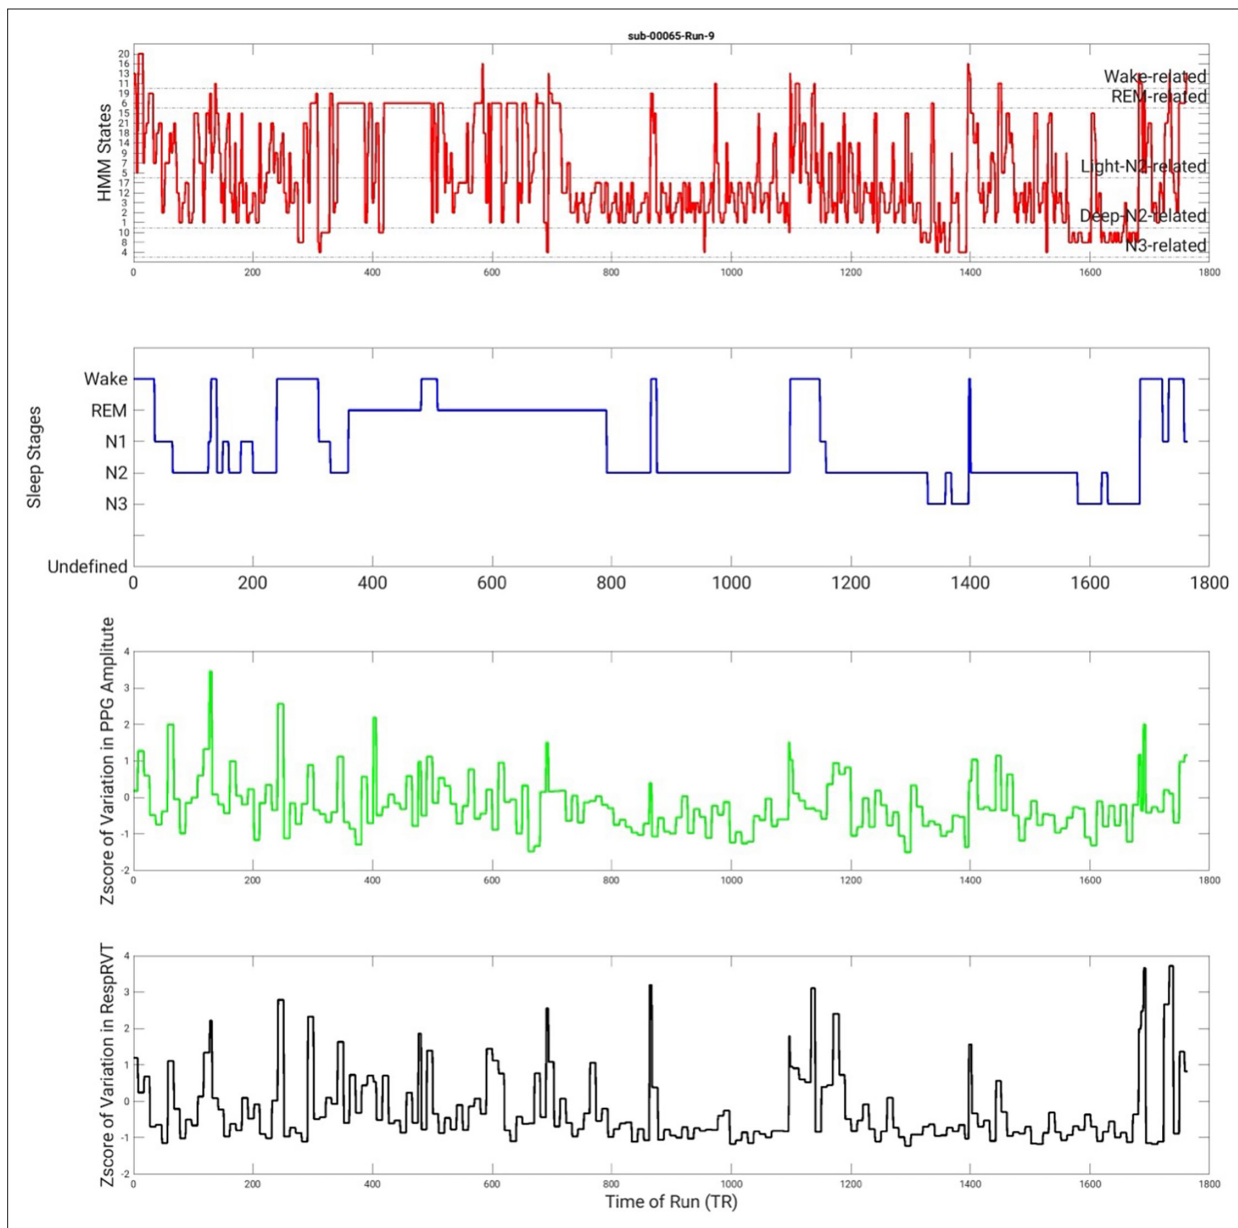 sub-00065-Run-9
HMM States
20
16
13
11
19
6
15
21
18
14
9
7
5
17
12
3
2
1
10
8
4
Wake-related
REM-related
Light-N2-related
Deep-N2-related
N3-related
0 200 400 600 800 1000 1200 1400 1600 1800
Sleep Stages
Wake
REM
N1
N2
N3
Undefined
0 200 400 600 800 1000 1200 1400 1600 1800
Zscore of Variation in PPG Amplitute
4
3
2
1
0
-1
-2
0 200 400 600 800 1000 1200 1400 1600 1800
Zscore of Variation in RespRVT
4
3
2
1
0
-1
-2
0 200 400 600 800 1000 1200 1400 1600 1800
Time of Run (TR)